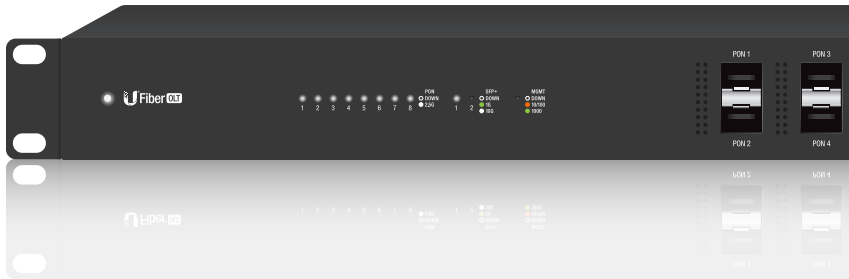 PON 1
PON 3
U Fiber OLT
PON
DOWN
2.5G
1 2 3 4 5 6 7 8
SFP+
DOWN
1G
10G
1 2
MGMT
DOWN
10/100
1000
PON 2
PON 4